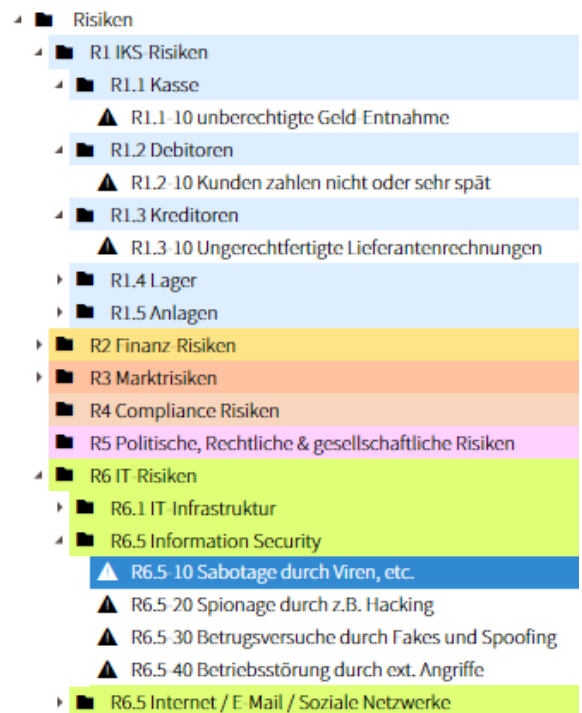 Risiken
R1 IKS-Risiken
R1.1 Kasse
R1.1-10 unberechtigte Geld-Entnahme
R1.2 Debitoren
R1.2-10 Kunden zahlen nicht oder sehr spät
R1.3 Kreditoren
R1.3-10 Ungerechtfertigte Lieferantenrechnungen
R1.4 Lager
R1.5 Anlagen
R2 Finanz-Risiken
R3 Marktrisiken
R4 Compliance Risiken
R5 Politische, Rechtliche & gesellschaftliche Risiken
R6 IT-Risiken
R6.1 IT-Infrastruktur
R6.5 Information Security
R6.5-10 Sabotage durch Viren, etc.
R6.5-20 Spionage durch z.B. Hacking
R6.5-30 Betrugsversuche durch Fakes und Spoofing
R6.5-40 Betriebsstörung durch ext. Angriffe
R6.5 Internet / E-Mail / Soziale Netzwerke